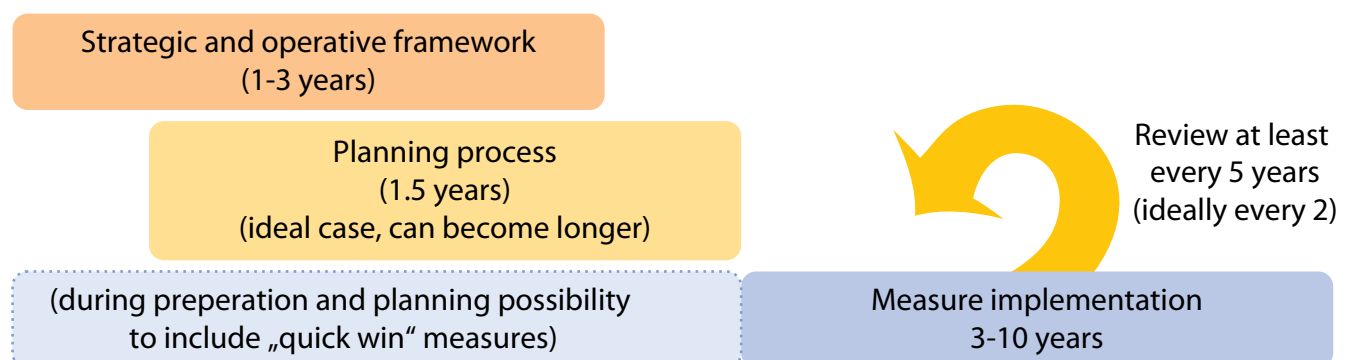 Strategic and operative framework
(1-3 years)
Planning process
(1.5 years)
(ideal case, can become longer)
Review at least
every 5 years
(ideally every 2)
(during preperation and planning possibility
to include „quick win“ measures)
Measure implementation
3-10 years